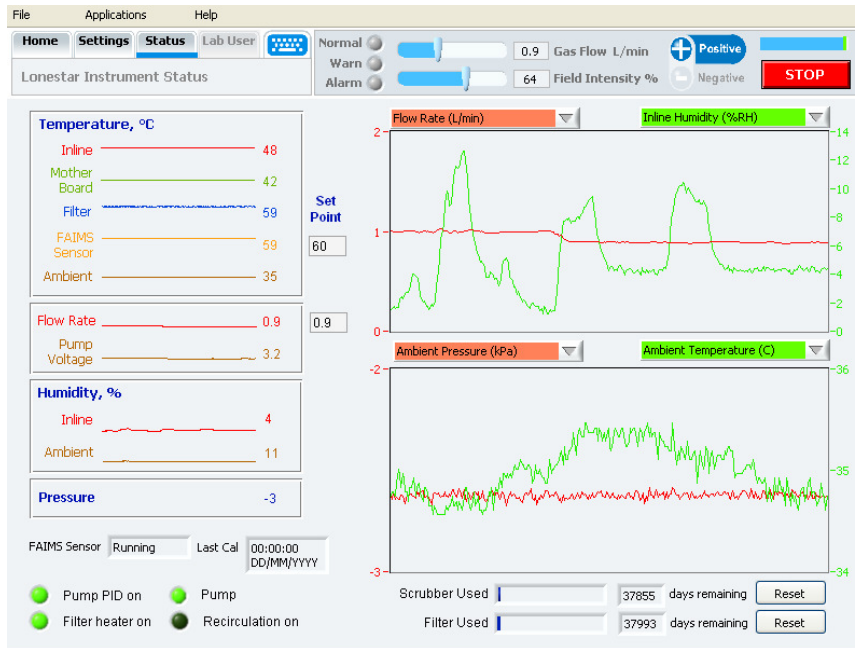 File Applications Help
Home Settings Status Lab User
Lonestar Instrument Status
Normal
Warn
Alarm
0.9 Gas Flow L/min
64 Field Intensity %
Positive
Negative
STOP
Temperature, °C
Inline 48
Mother
Board 42
Filter 59
FAIMS
Sensor 59
Ambient 35
Set
Point
60
Flow Rate 0.9
0.9
Pump
Voltage 3.2
Humidity, %
Inline 4
Ambient 11
Pressure -3
FAIMS Sensor Running Last Cal 00:00:00
DD/MM/YYYY
Pump PID on Pump
Filter heater on Recirculation on
Flow Rate (L/min) Inline Humidity (%RH)
2
1
0
14
12
10
8
6
4
2
0
Ambient Pressure (kPa) Ambient Temperature (C)
-2
-3
36
35
34
Scrubber Used 37855 days remaining Reset
Filter Used 37993 days remaining Reset